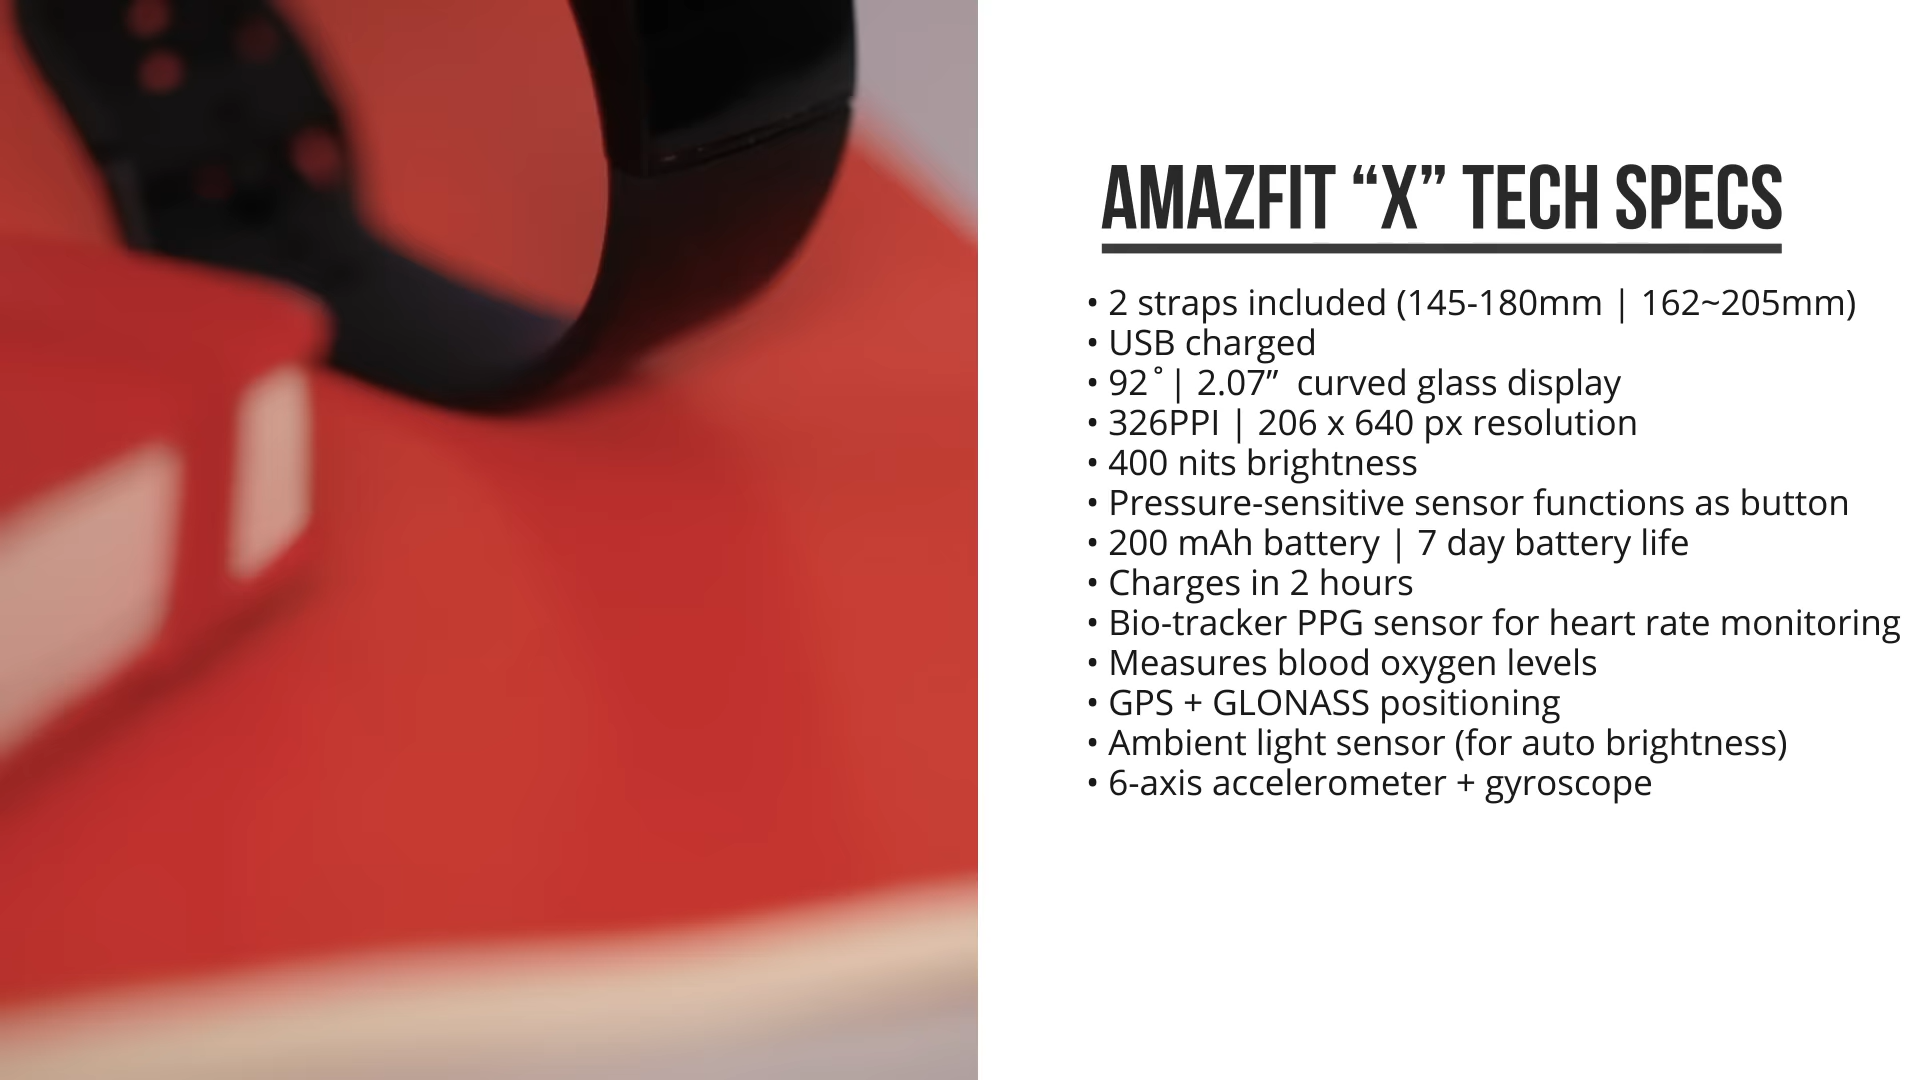 AMAZFIT “X” TECH SPECS
• 2 straps included (145-180mm | 162~205mm)
• USB charged
• 92˚| 2.07”  curved glass display
• 326PPI | 206 x 640 px resolution
• 400 nits brightness
• Pressure-sensitive sensor functions as button
• 200 mAh battery | 7 day battery life
• Charges in 2 hours
• Bio-tracker PPG sensor for heart rate monitoring
• Measures blood oxygen levels
• GPS + GLONASS positioning
• Ambient light sensor (for auto brightness)
• 6-axis accelerometer + gyroscope